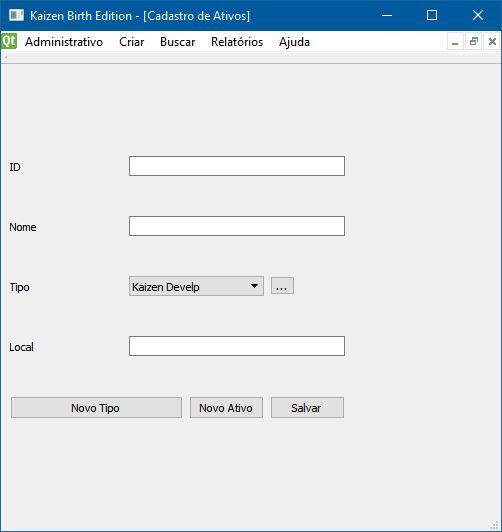 Kaizen Birth Edition - [Cadastro de Ativos]
Qt Administrativo Criar Buscar Relatórios Ajuda
ID
Nome
Tipo Kaizen Develp ...
Local
Novo Tipo Novo Ativo Salvar